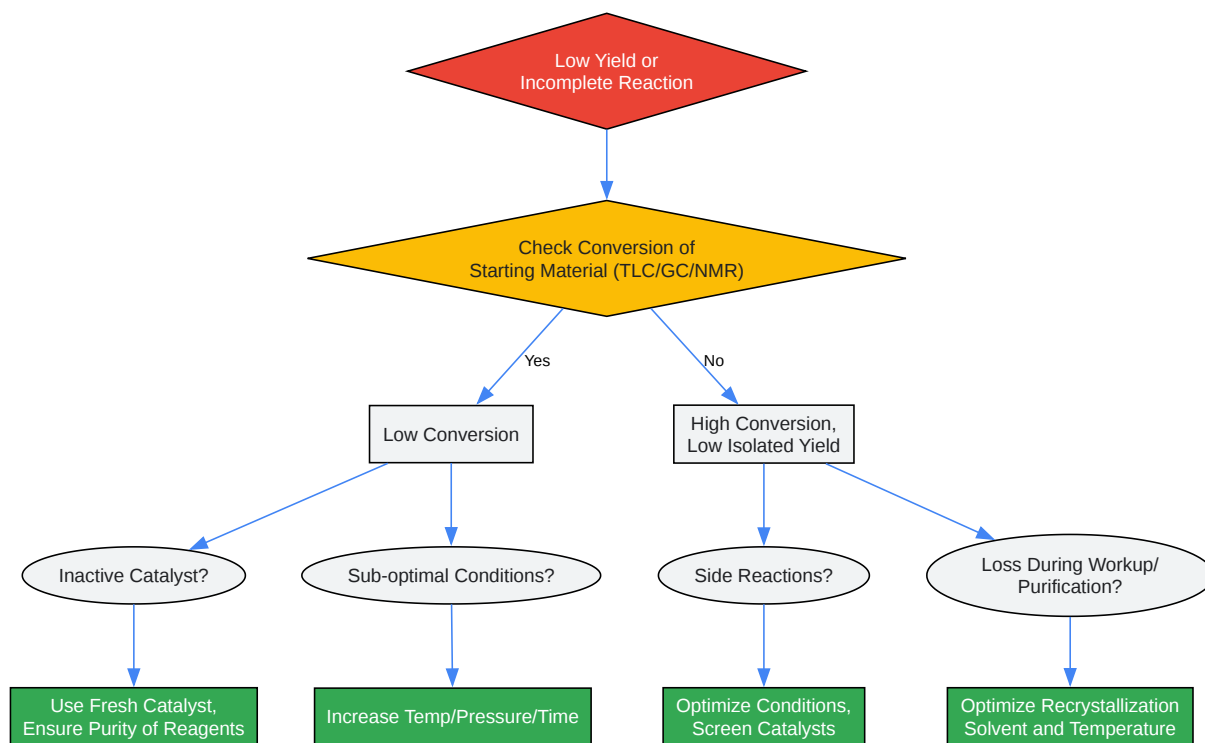 Low Yield or
Incomplete Reaction
Check Conversion of
Starting Material (TLC/GC/NMR)
Yes
No
Low Conversion
High Conversion,
Low Isolated Yield
Inactive Catalyst?
Sub-optimal Conditions?
Side Reactions?
Loss During Workup/
Purification?
Use Fresh Catalyst,
Ensure Purity of Reagents
Increase Temp/Pressure/Time
Optimize Conditions,
Screen Catalysts
Optimize Recrystallization
Solvent and Temperature